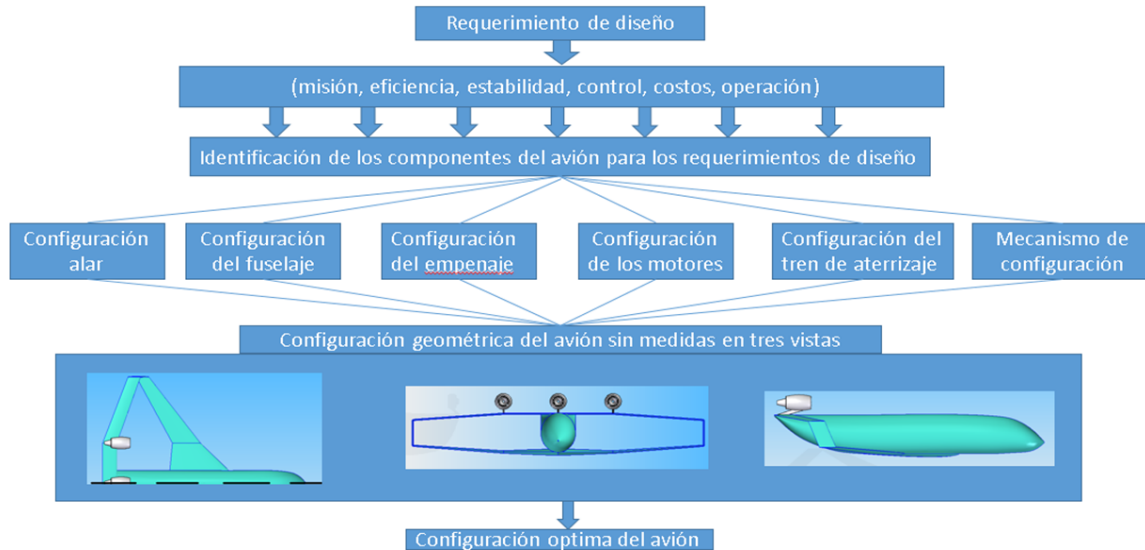 Requerimiento de diseño
(misión, eficiencia, estabilidad, control, costos, operación)
Identificación de los componentes del avión para los requerimientos de diseño
Configuración
alar
Configuración
del fuselaje
Configuración
del empenaje
Configuración
de los motores
Configuración del
tren de aterrizaje
Mecanismo de
configuración
Configuración geométrica del avión sin medidas en tres vistas
Configuración optima del avión